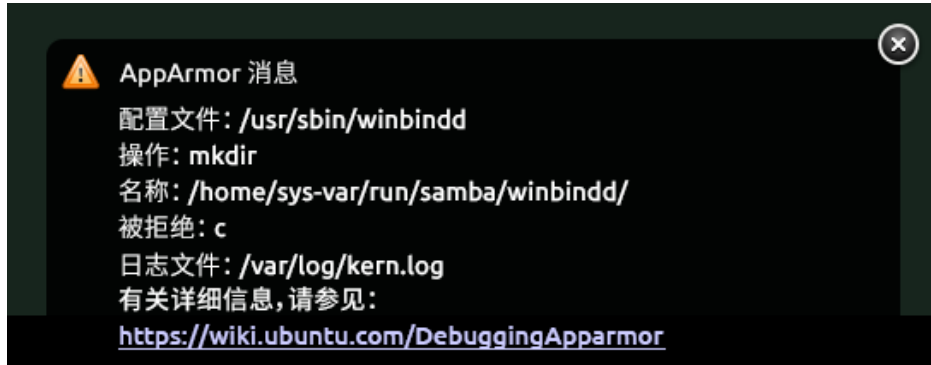 AppArmor 消息
配置文件：/usr/sbin/winbindd
操作：mkdir
名称：/home/sys-var/run/samba/winbindd/
被拒绝：c
日志文件：/var/log/kern.log
有关详细信息，请参见：
https://wiki.ubuntu.com/DebuggingApparmor